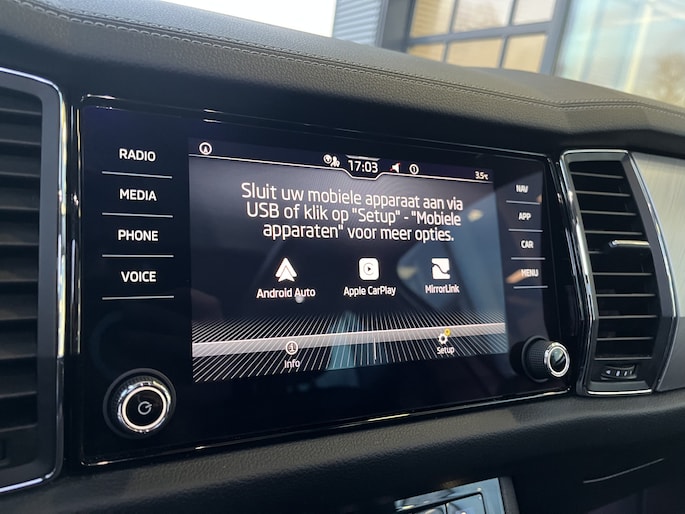 RADIO
MEDIA
PHONE
VOICE
17:03
3.5°C
Sluit uw mobiele apparaat aan via
USB of klik op "Setup" - "Mobiele
apparaten" voor meer opties.
Android Auto
Apple CarPlay
MirrorLink
Info
Setup
NAV
APP
CAR
MENU